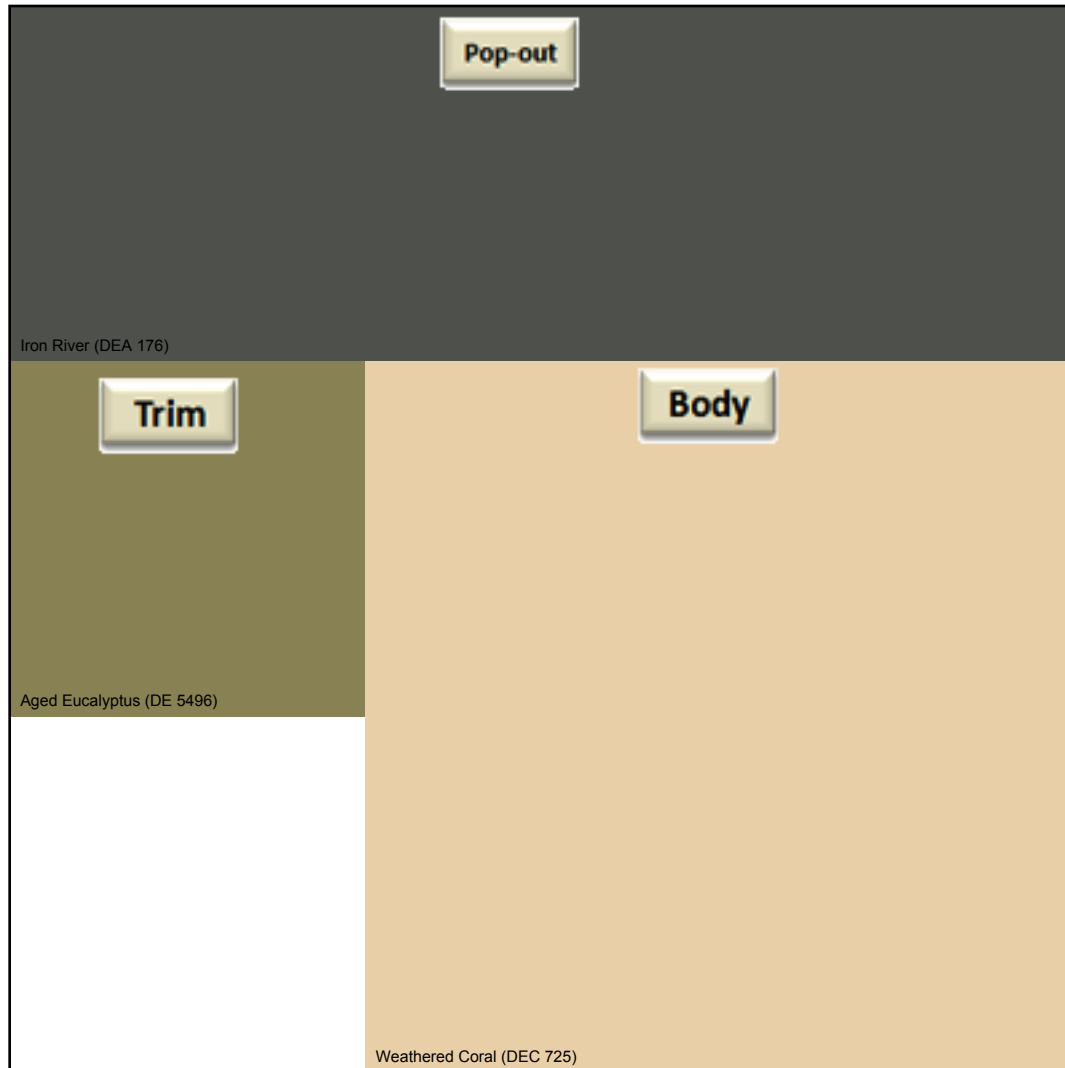 Pop-out
Iron River (DEA 176)
Trim
Body
Aged Eucalyptus (DE 5496)
Weathered Coral (DEC 725)